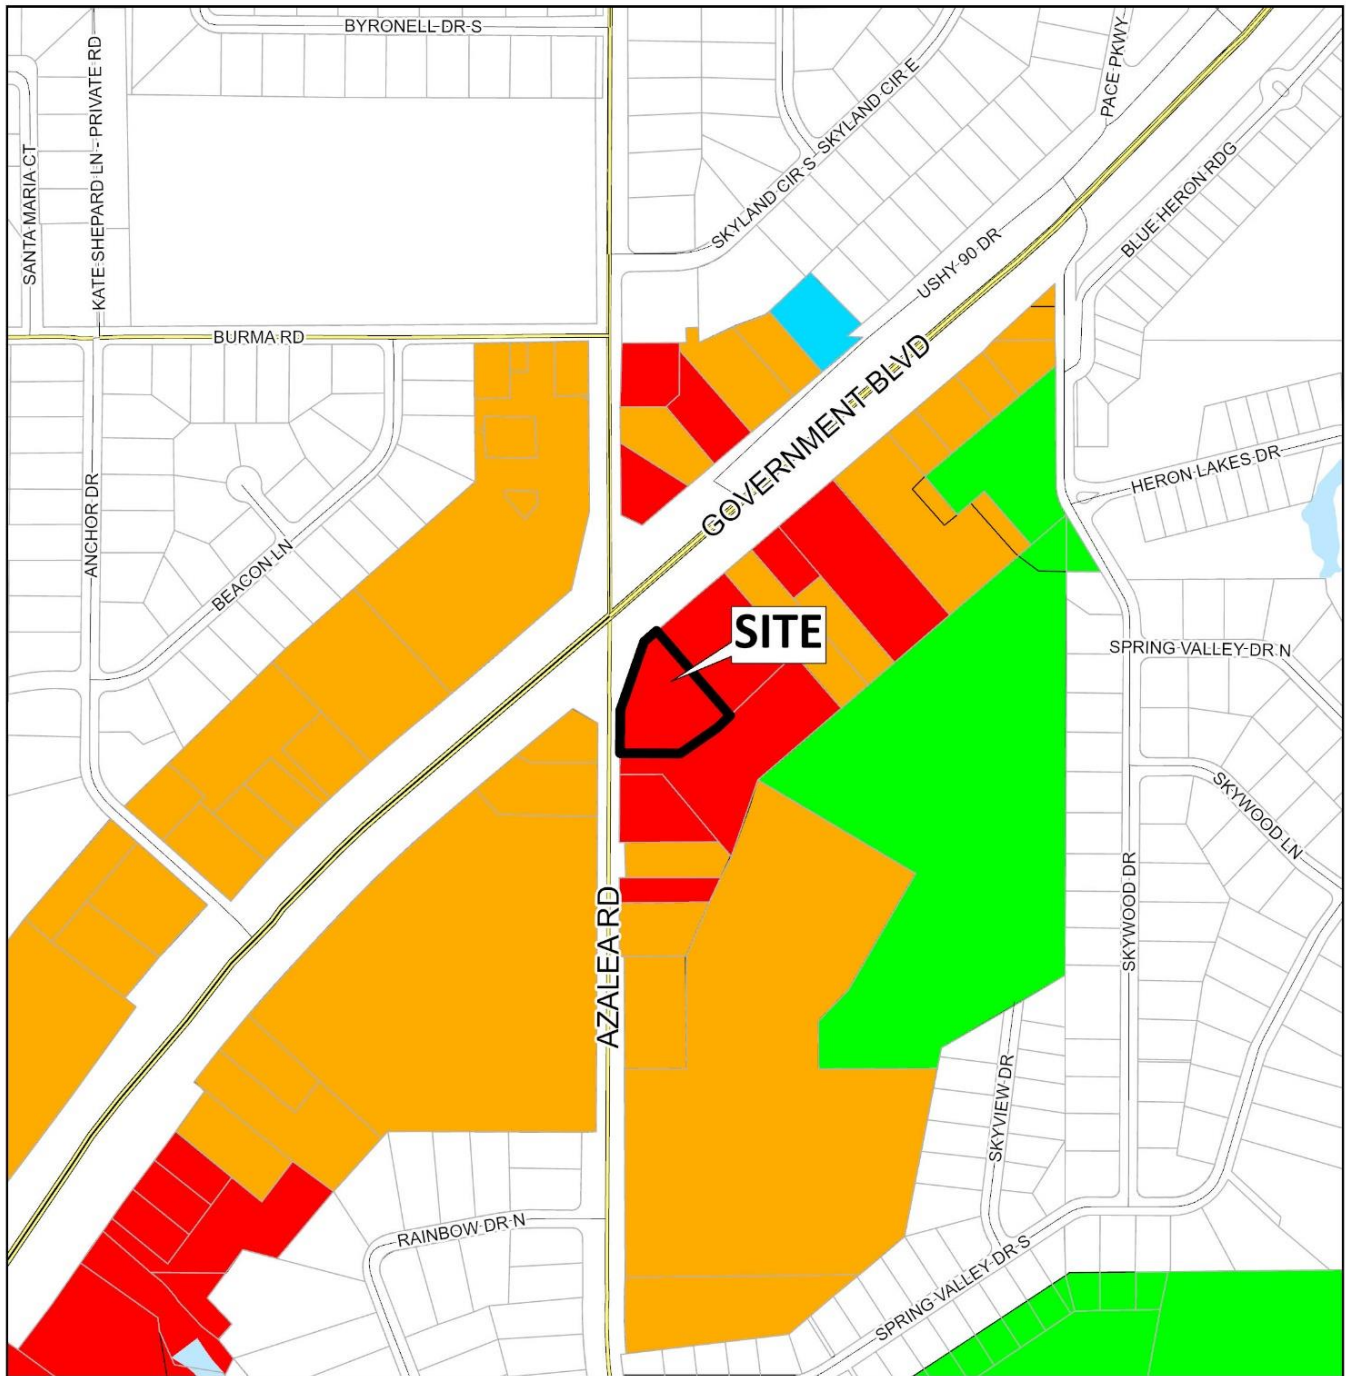 BYRONELL DR S
KATE SHEPARD LN - PRIVATE RD
SANTA MARIA CT
SKYLAND CIR E
SKYLAND CIR S
PACE PKWY
BLUE HERON RDG
USHY 90 DR
BURMA RD
GOVERNMENT BLVD
HERON LAKES DR
ANCHOR DR
BEACON LN
SITE
SPRING VALLEY DR N
SKYWOOD LN
SKYWOOD DR
AZALEA RD
SKYVIEW DR
RAINBOW DR N
SPRING VALLEY DR S